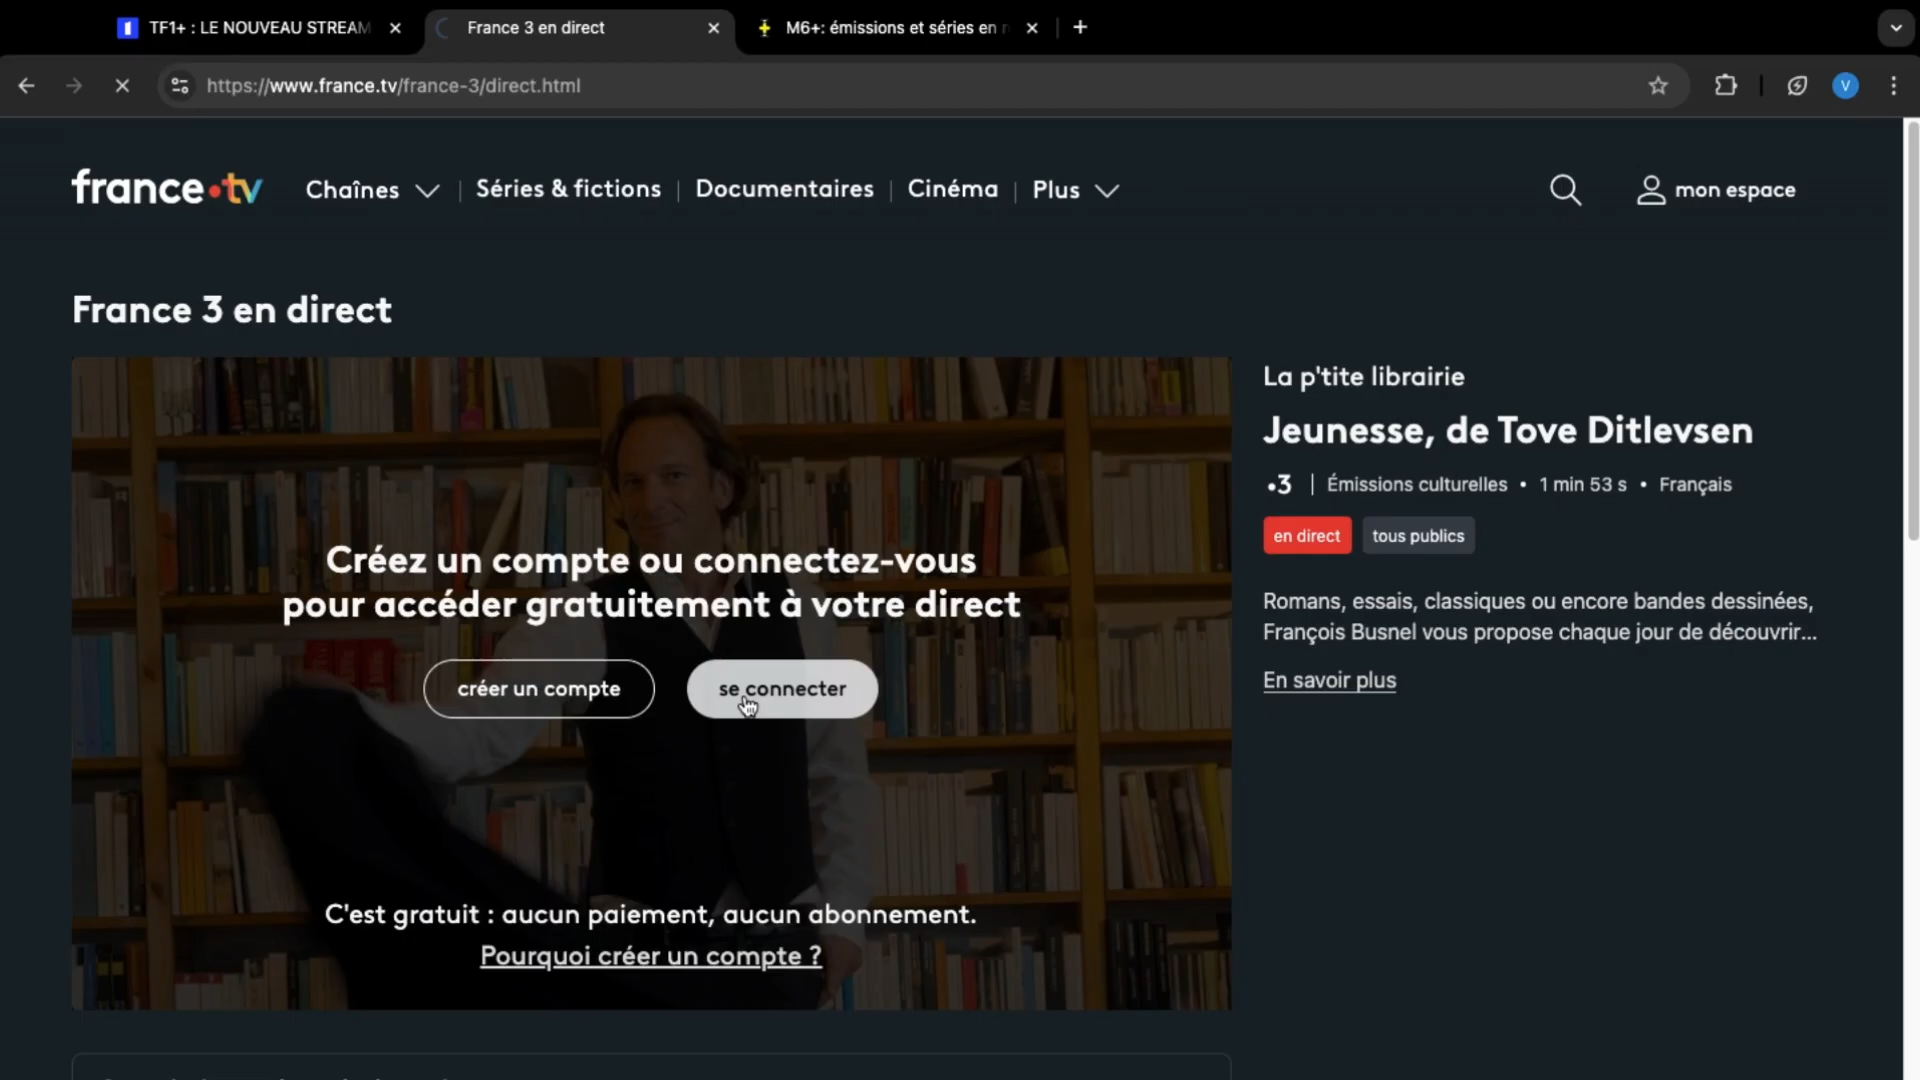 TF1+ : LE NOUVEAU STREAM
France 3 en direct
M6+: émissions et séries en
V
https://www.france.tv/france-3/direct.html
france•tv
Chaînes
Séries & fictions
Documentaires
Cinéma
Plus
mon espace
France 3 en direct
La p'tite librairie
Jeunesse, de Tove Ditlevsen
•3 | Émissions culturelles • 1 min 53 s • Français
en direct
tous publics
Romans, essais, classiques ou encore bandes dessinées,
François Busnel vous propose chaque jour de découvrir...
En savoir plus
Créez un compte ou connectez-vous
pour accéder gratuitement à votre direct
créer un compte
se connecter
C'est gratuit : aucun paiement, aucun abonnement.
Pourquoi créer un compte ?